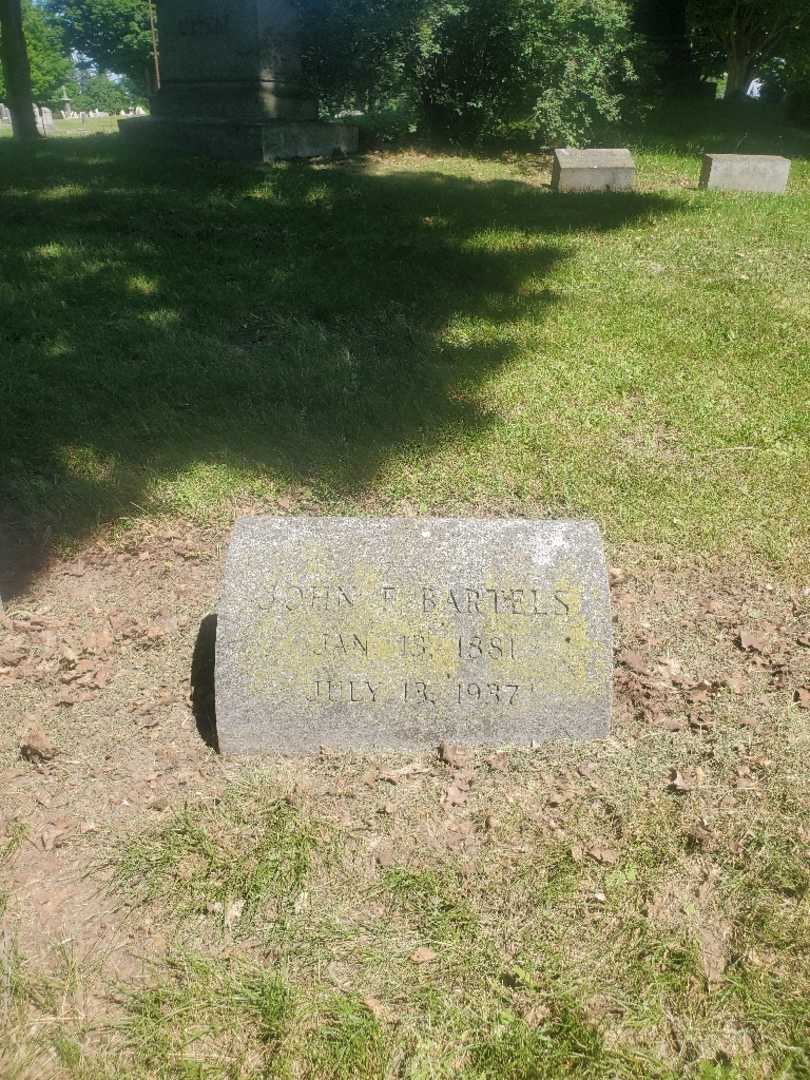 JOHN F. BARTELS
JAN. 13, 1881
JULY 13, 1937